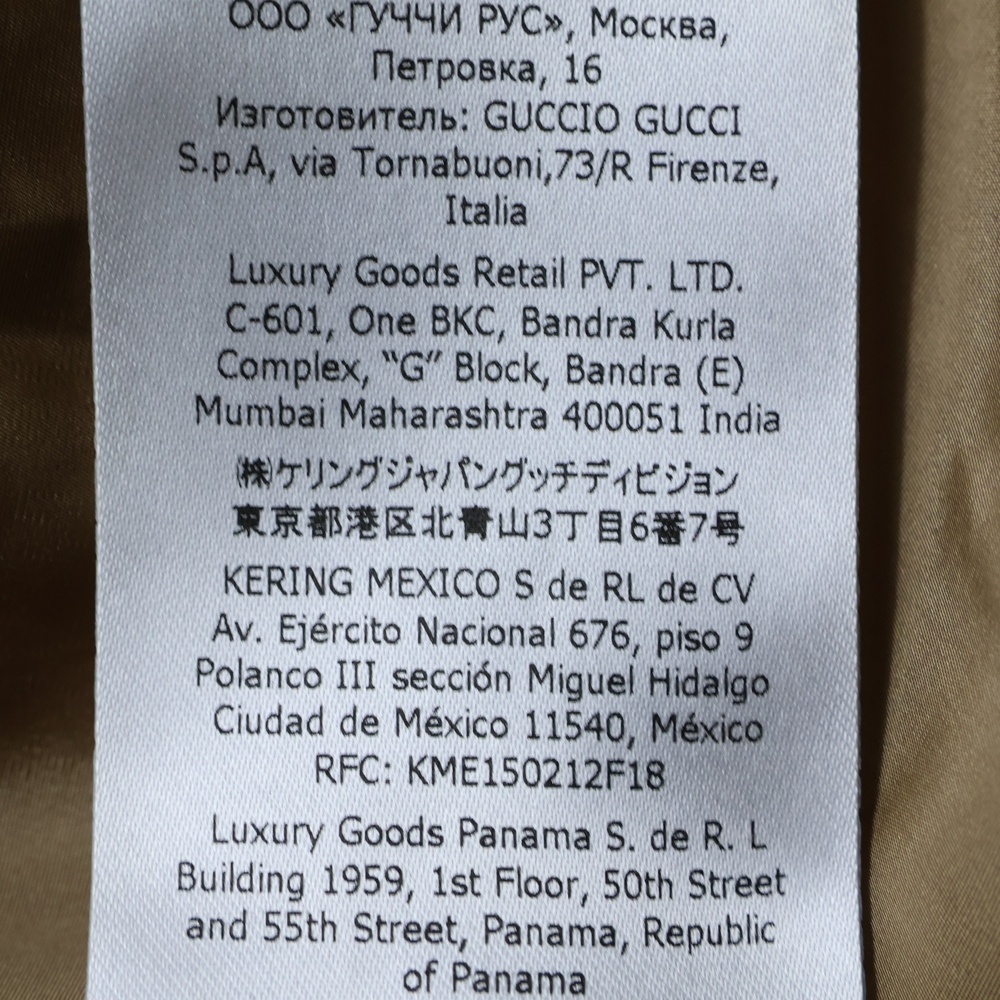 ООО «ГУЧЧИ РУС», Москва,
Петровка, 16
Изготовитель: GUCCIO GUCCI
S.p.A, via Tornabuoni,73/R Firenze,
Italia
Luxury Goods Retail PVT. LTD.
C-601, One BKC, Bandra Kurla
Complex, “G” Block, Bandra (E)
Mumbai Maharashtra 400051 India
㈱ケリングジャパングッチディビジョン
東京都港区北青山3丁目6番7号
KERING MEXICO S de RL de CV
Av. Ejército Nacional 676, piso 9
Polanco III sección Miguel Hidalgo
Ciudad de México 11540, México
RFC: KME150212F18
Luxury Goods Panama S. de R. L
Building 1959, 1st Floor, 50th Street
and 55th Street, Panama, Republic
of Panama